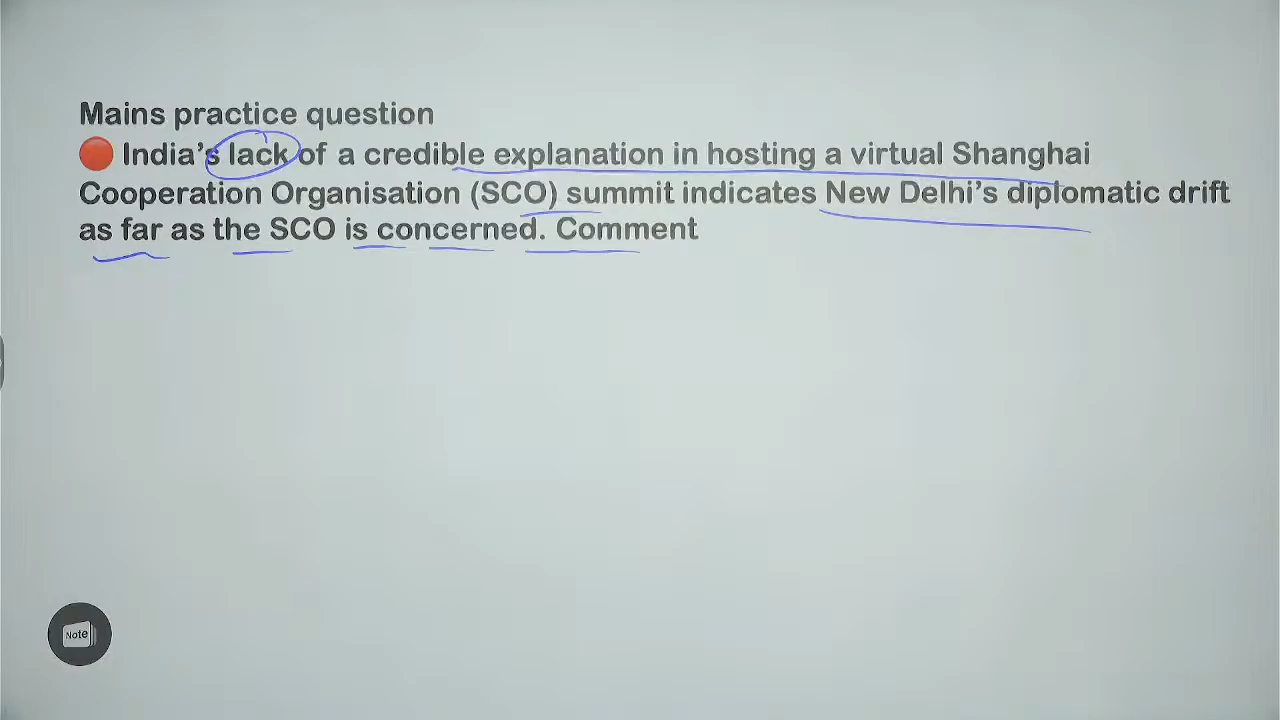 Mains practice question
🔴 India's lack of a credible explanation in hosting a virtual Shanghai
Cooperation Organisation (SCO) summit indicates New Delhi's diplomatic drift
as far as the SCO is concerned. Comment
Note